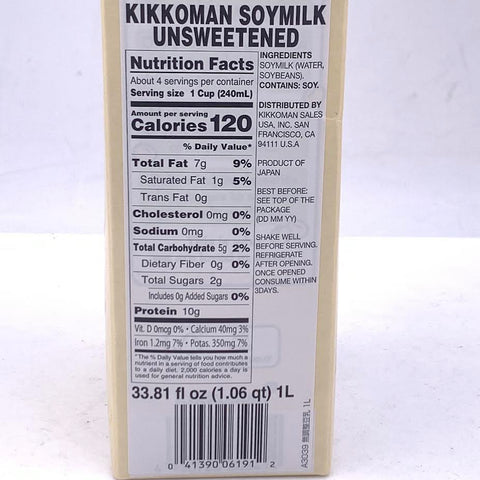 KIKKOMAN SOYMILK
UNSWEETENED
Nutrition Facts
About 4 servings per container
Serving size 1 Cup (240mL)
Amount per serving
Calories 120
% Daily Value*
Total Fat 7g 9%
Saturated Fat 1g 5%
Trans Fat 0g
Cholesterol 0mg 0%
Sodium 0mg 0%
Total Carbohydrate 5g 2%
Dietary Fiber 0g 0%
Total Sugars 2g
Includes 0g Added Sugars 0%
Protein 10g
Vit. D 0mcg 0% • Calcium 40mg 3%
Iron 1.2mg 7% • Potas. 350mg 7%
*The % Daily Value tells you how much a
nutrient in a serving of food contributes
to a daily diet. 2,000 calories a day is
used for general nutrition advice.
INGREDIENTS
SOYMILK (WATER,
SOYBEANS).
CONTAINS: SOY.
DISTRIBUTED BY
KIKKOMAN SALES
USA, INC. SAN
FRANCISCO, CA
94111 U.S.A
PRODUCT OF
JAPAN
BEST BEFORE:
SEE TOP OF THE
PACKAGE
(DD MM YY)
SHAKE WELL
BEFORE SERVING.
REFRIGERATE
AFTER OPENING.
ONCE OPENED
CONSUME WITHIN
3DAYS.
33.81 fl oz (1.06 qt) 1L
0 41390 06191 2
A3039 無調整豆乳 1L